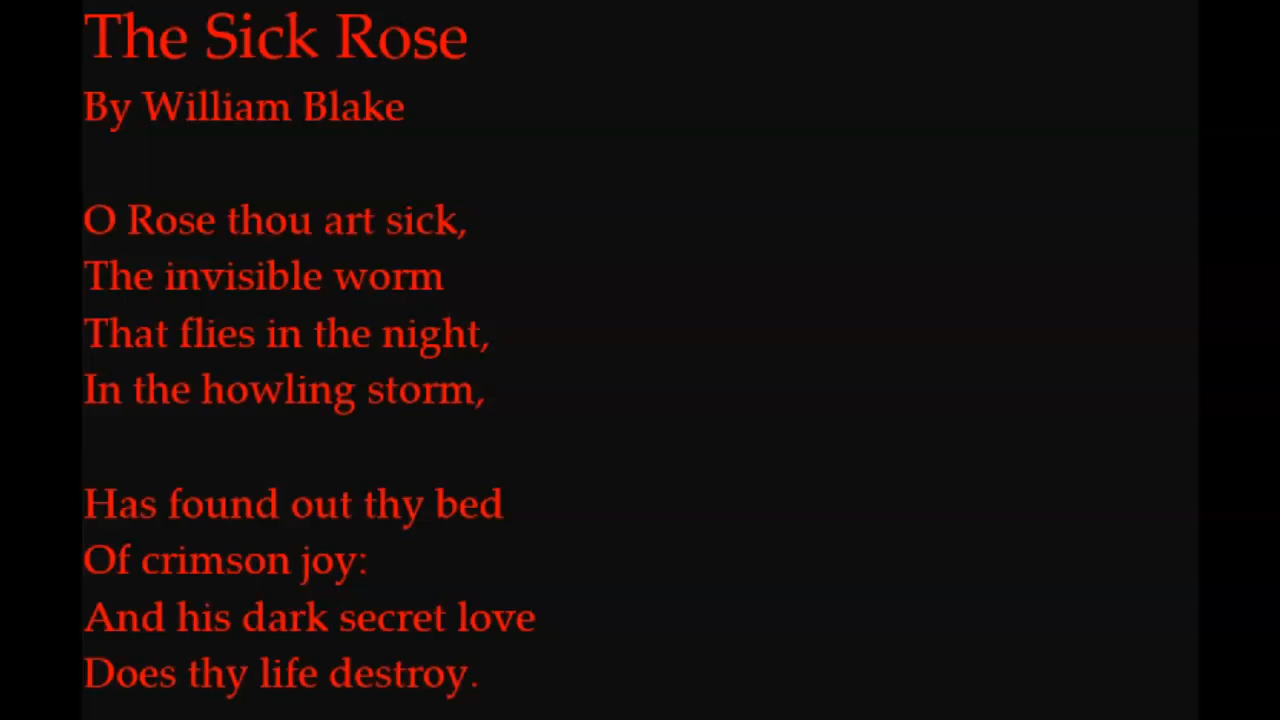 The Sick Rose
By William Blake
O Rose thou art sick,
The invisible worm
That flies in the night,
In the howling storm,
Has found out thy bed
Of crimson joy:
And his dark secret love
Does thy life destroy.